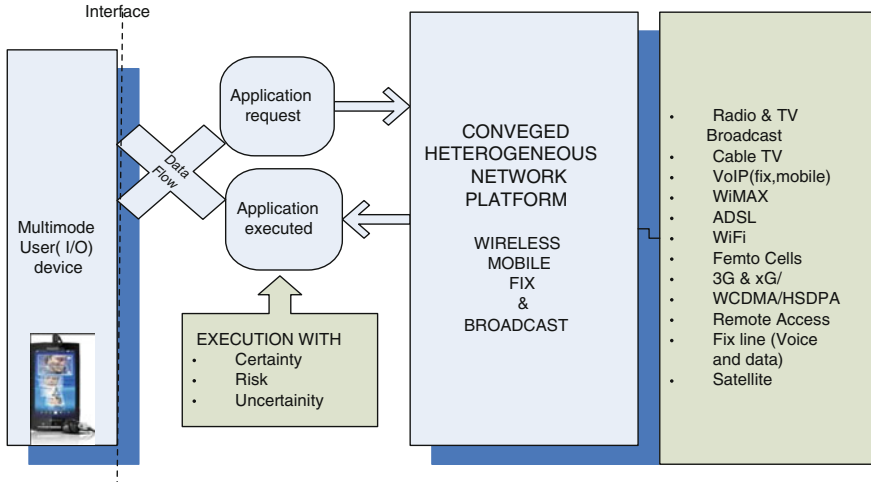 Interface
Multimode
User( I/O)
device
Data
Flow
Application
request
Application
executed
EXECUTION WITH
• Certainty
• Risk
• Uncertainity
CONVEGED
HETEROGENEOUS
NETWORK
PLATFORM
WIRELESS
MOBILE
FIX
&
BROADCAST
• Radio & TV
Broadcast
• Cable TV
• VoIP(fix,mobile)
• WiMAX
• ADSL
• WiFi
• Femto Cells
• 3G & xG/
• WCDMA/HSDPA
• Remote Access
• Fix line (Voice
and data)
• Satellite